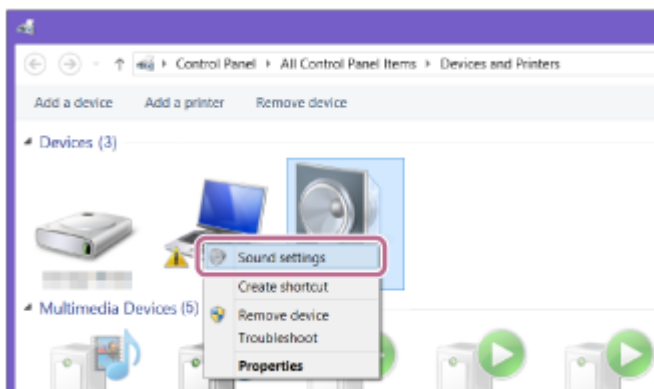 Control Panel All Control Panel Items Devices and Printers
Add a device Add a printer Remove device
Devices (3)
Sound settings
Create shortcut
Multimedia Devices (5)
Remove device
Troubleshoot
Properties